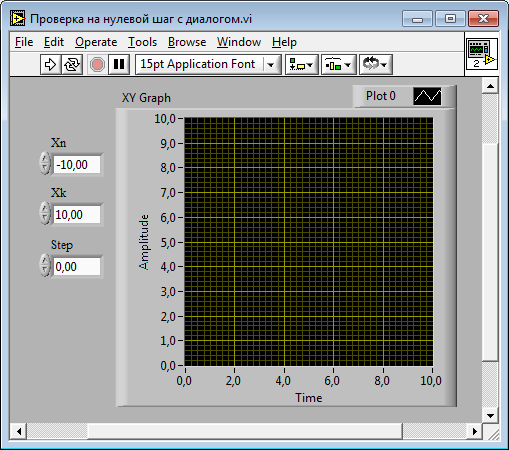 Проверка на нулевой шаг с диалогом.vi
File Edit Operate Tools Browse Window Help
15pt Application Font
2
XY Graph
Plot 0
Xn
-10,00
Xk
10,00
Step
0,00
Amplitude
10,0
9,0
8,0
7,0
6,0
5,0
4,0
3,0
2,0
1,0
0,0
0,0 2,0 4,0 6,0 8,0 10,0
Time